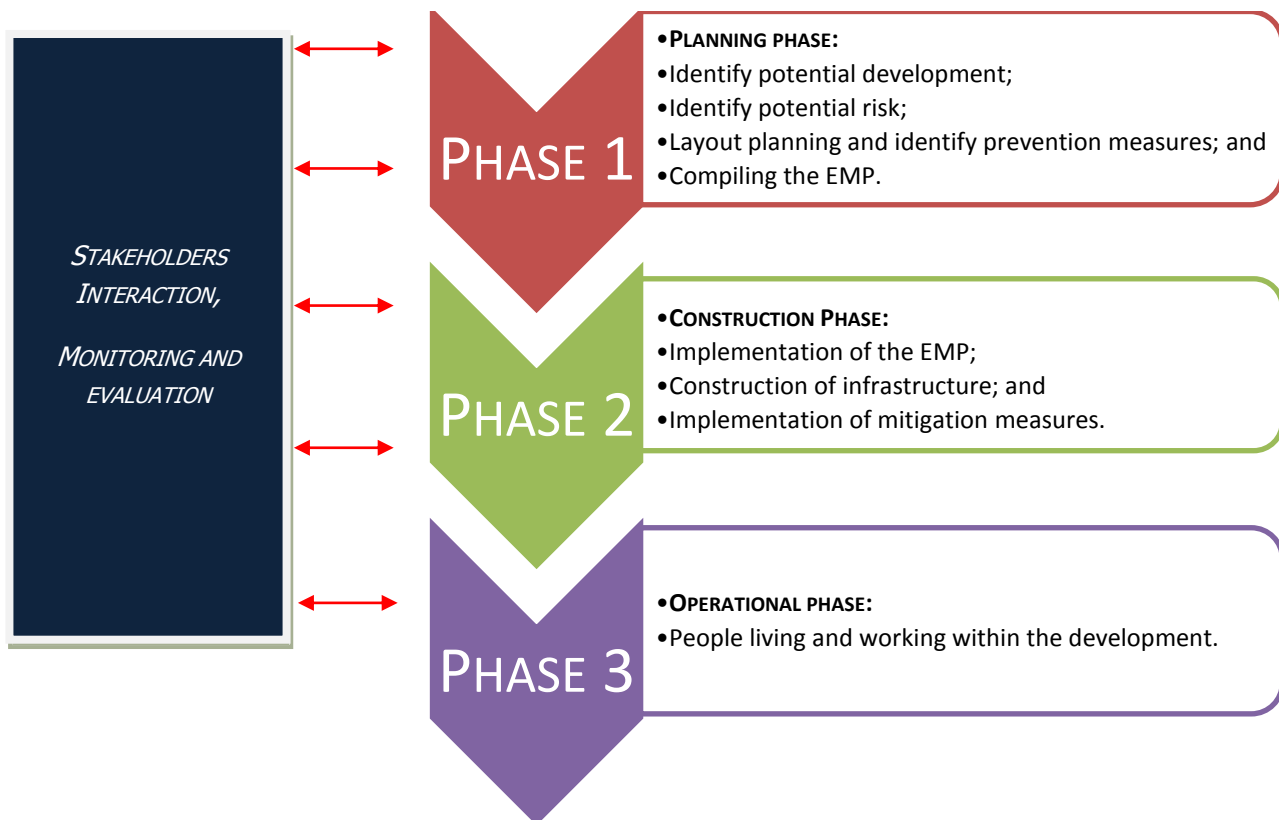 STAKEHOLDERS
INTERACTION,
MONITORING AND
EVALUATION
PHASE 1
•PLANNING PHASE:
•Identify potential development;
•Identify potential risk;
•Layout planning and identify prevention measures; and
•Compiling the EMP.
PHASE 2
•CONSTRUCTION PHASE:
•Implementation of the EMP;
•Construction of infrastructure; and
•Implementation of mitigation measures.
PHASE 3
•OPERATIONAL PHASE:
•People living and working within the development.